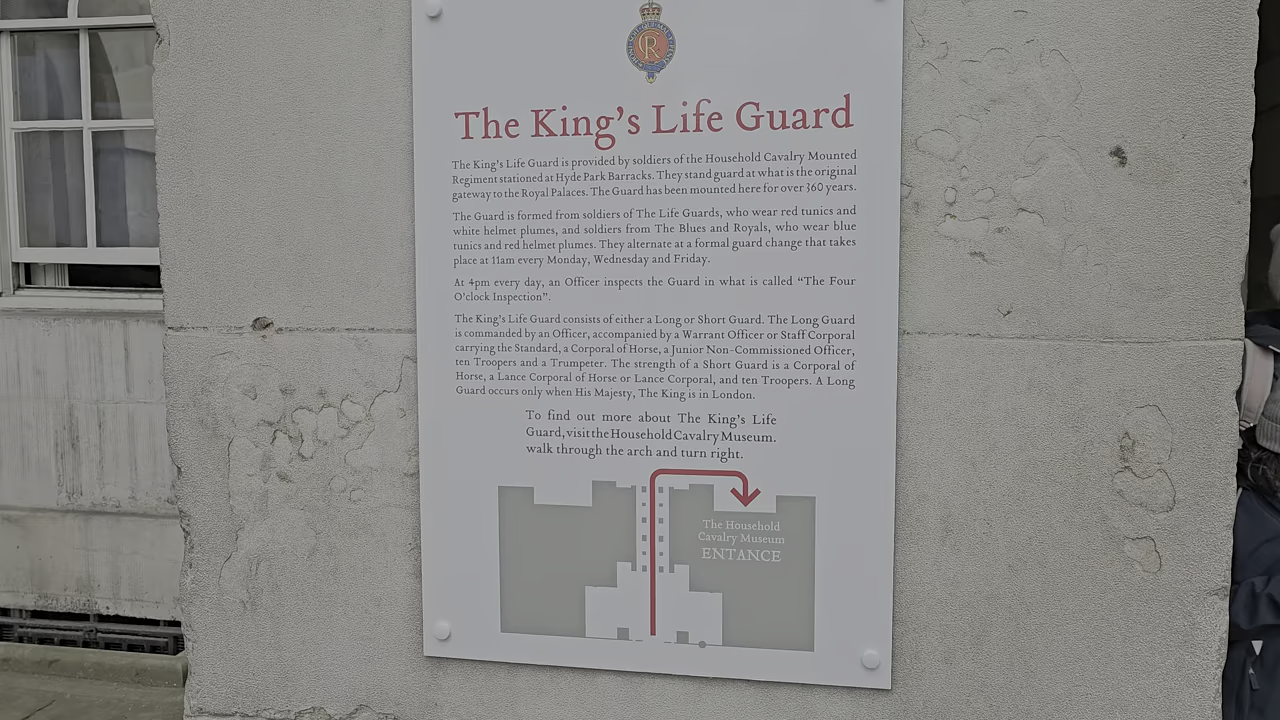 The King's Life Guard
The King's Life Guard is provided by soldiers of the Household Cavalry Mounted
Regiment stationed at Hyde Park Barracks. They stand guard at what is the original
gateway to the Royal Palaces. The Guard has been mounted here for over 360 years.
The Guard is formed from soldiers of The Life Guards, who wear red tunics and
white helmet plumes, and soldiers from The Blues and Royals, who wear blue
tunics and red helmet plumes. They alternate at a formal guard change that takes
place at 11am every Monday, Wednesday and Friday.
At 4pm every day, an Officer inspects the Guard in what is called “The Four
O'clock Inspection”.
The King's Life Guard consists of either a Long or Short Guard. The Long Guard
is commanded by an Officer, accompanied by a Warrant Officer or Staff Corporal
carrying the Standard, a Corporal of Horse, a Junior Non-Commissioned Officer,
ten Troopers and a Trumpeter. The strength of a Short Guard is a Corporal of
Horse, a Lance Corporal of Horse or Lance Corporal, and ten Troopers. A Long
Guard occurs only when His Majesty, The King is in London.
To find out more about The King's Life
Guard, visit the Household Cavalry Museum.
walk through the arch and turn right.
The Household
Cavalry Museum
ENTANCE